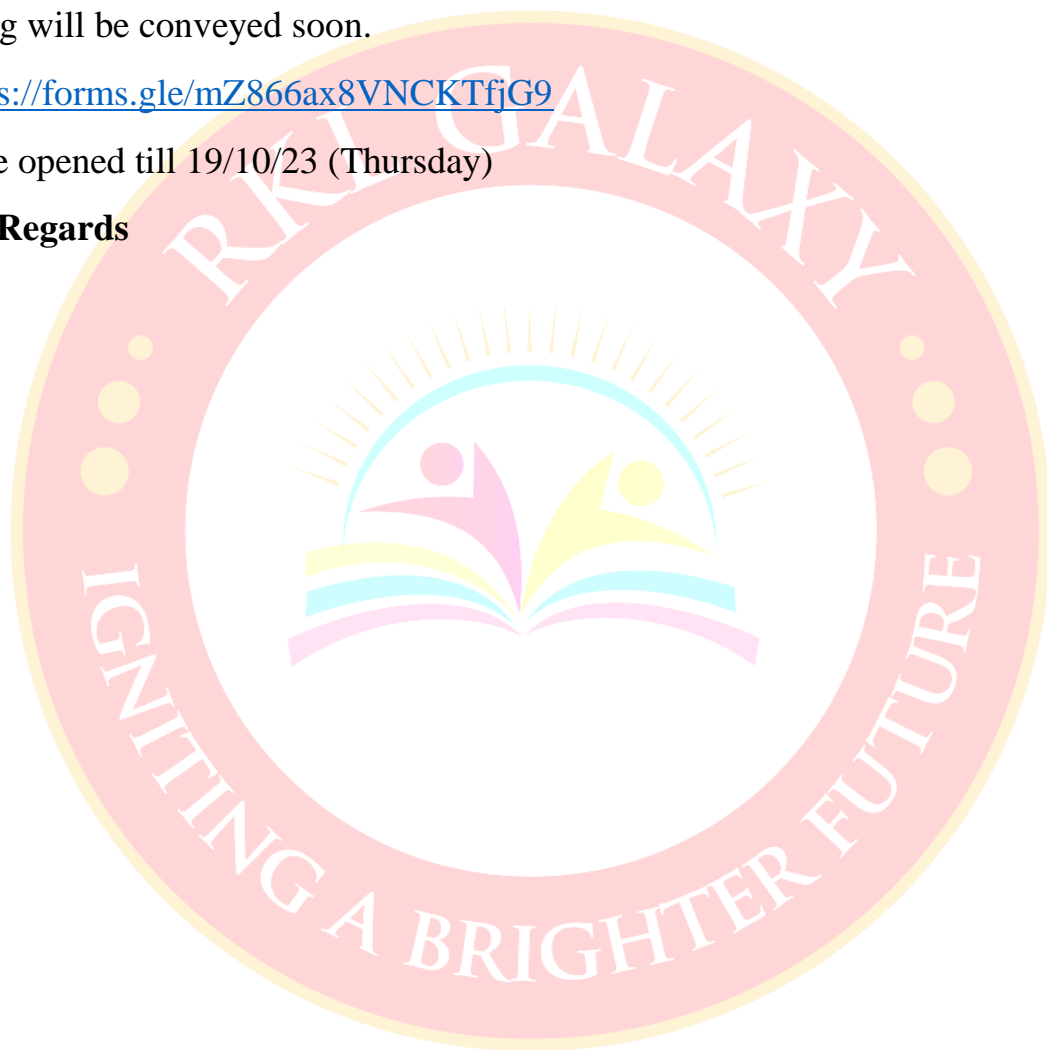 g will be conveyed soon.
s://forms.gle/mZ866ax8VNCKTfjG9
e opened till 19/10/23 (Thursday)
Regards
RKL GALAXY
IGNITING A BRIGHTER FUTURE